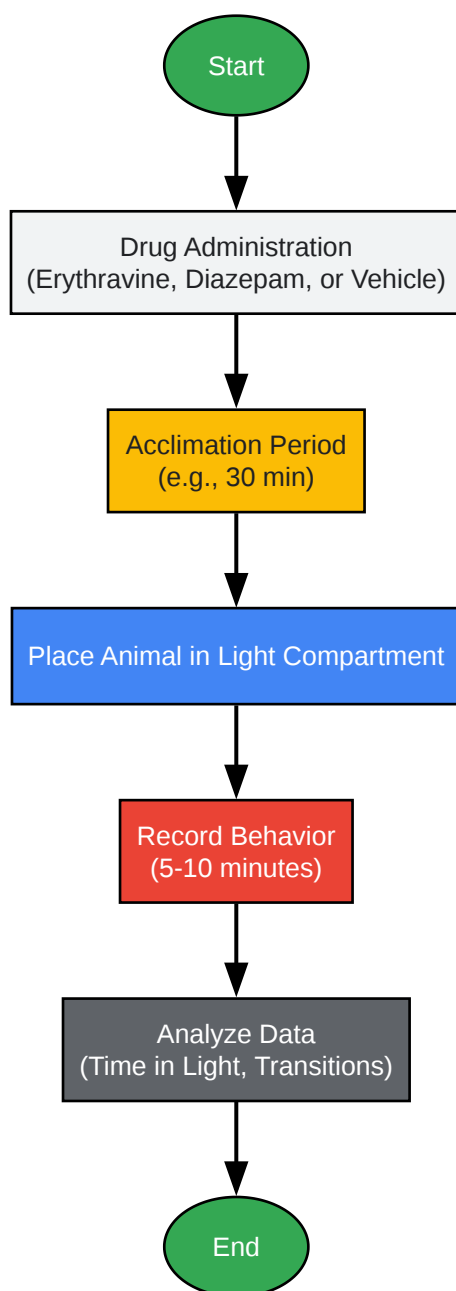 Start
Drug Administration
(Erythravine, Diazepam, or Vehicle)
Acclimation Period
(e.g., 30 min)
Place Animal in Light Compartment
Record Behavior
(5-10 minutes)
Analyze Data
(Time in Light, Transitions)
End